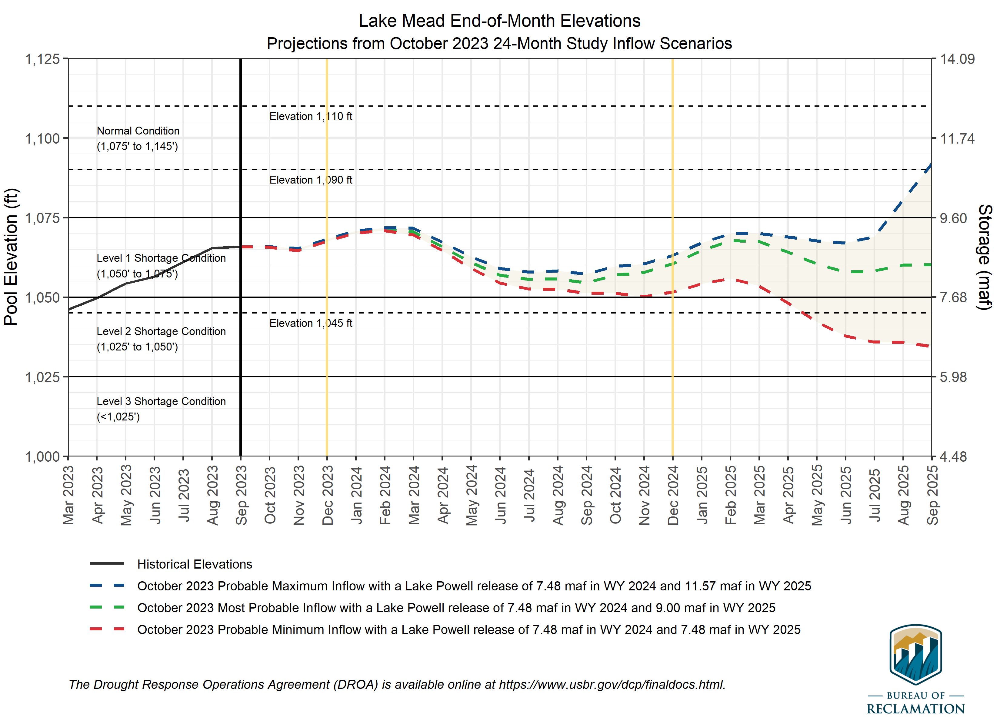 Lake Mead End-of-Month Elevations
Projections from October 2023 24-Month Study Inflow Scenarios
Pool Elevation (ft)
1,125
1,100
1,075
1,050
1,025
1,000
14.09
11.74
9.60
7.68
5.98
4.48
Storage (maf)
Elevation 1,110 ft
Normal Condition
(1,075' to 1,145')
Elevation 1,090 ft
Level 1 Shortage Condition
(1,050' to 1,075')
Elevation 1,045 ft
Level 2 Shortage Condition
(1,025' to 1,050')
Level 3 Shortage Condition
(<1,025')
Mar 2023
Apr 2023
May 2023
Jun 2023
Jul 2023
Aug 2023
Sep 2023
Oct 2023
Nov 2023
Dec 2023
Jan 2024
Feb 2024
Mar 2024
Apr 2024
May 2024
Jun 2024
Jul 2024
Aug 2024
Sep 2024
Oct 2024
Nov 2024
Dec 2024
Jan 2025
Feb 2025
Mar 2025
Apr 2025
May 2025
Jun 2025
Jul 2025
Aug 2025
Sep 2025
Historical Elevations
October 2023 Probable Maximum Inflow with a Lake Powell release of 7.48 maf in WY 2024 and 11.57 maf in WY 2025
October 2023 Most Probable Inflow with a Lake Powell release of 7.48 maf in WY 2024 and 9.00 maf in WY 2025
October 2023 Probable Minimum Inflow with a Lake Powell release of 7.48 maf in WY 2024 and 7.48 maf in WY 2025
The Drought Response Operations Agreement (DROA) is available online at https://www.usbr.gov/dcp/finaldocs.html.
BUREAU OF
RECLAMATION